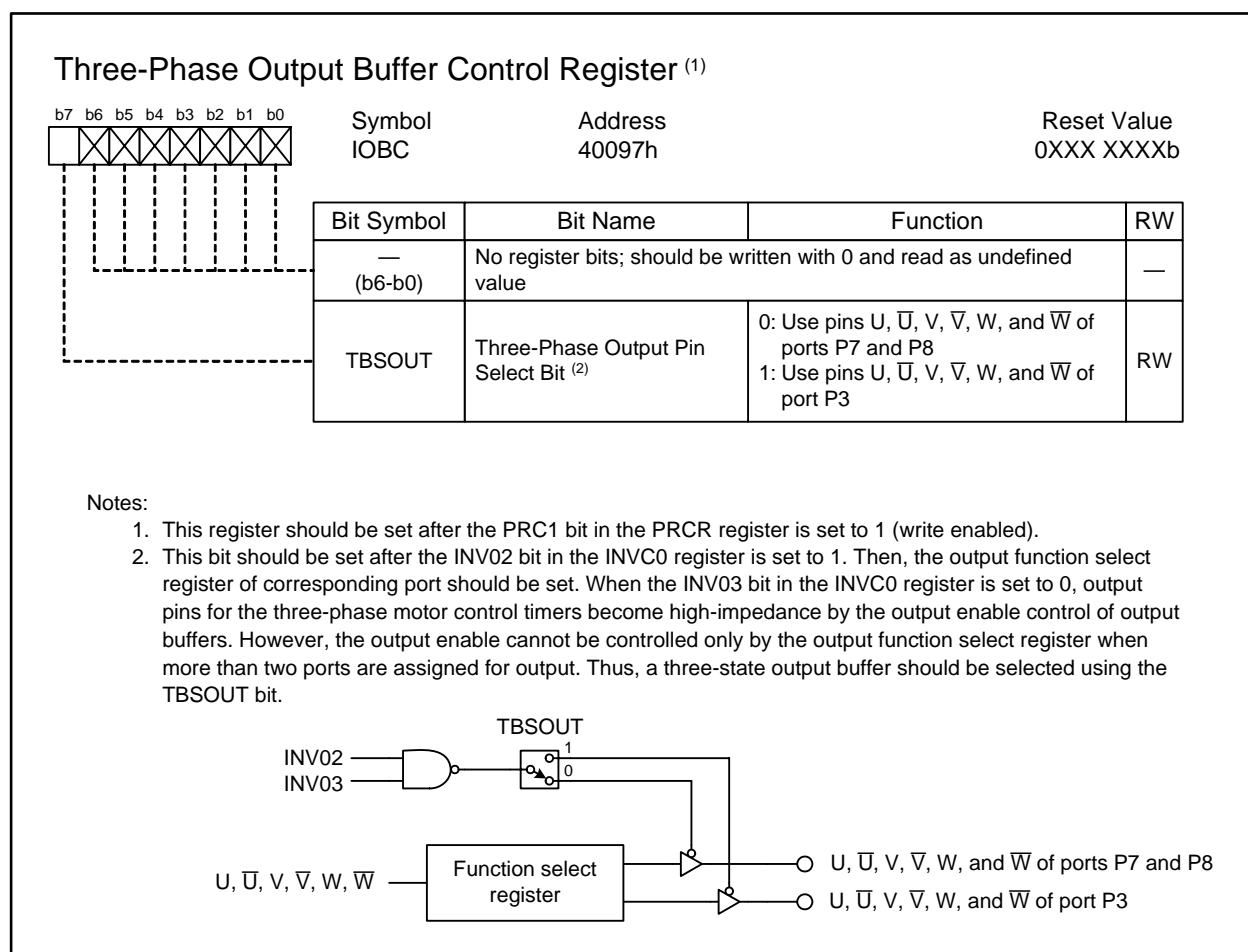 Three-Phase Output Buffer Control Register (1)
b7 b6 b5 b4 b3 b2 b1 b0
Symbol Address Reset Value
IOBC 40097h 0XXX XXXXb
Bit Symbol Bit Name Function RW
—
(b6-b0)
No register bits; should be written with 0 and read as undefined
value
—
TBSOUT
Three-Phase Output Pin
Select Bit (2)
0: Use pins U, U̅, V, V̅, W, and W̅ of
ports P7 and P8
1: Use pins U, U̅, V, V̅, W, and W̅ of
port P3
RW
Notes:
1. This register should be set after the PRC1 bit in the PRCR register is set to 1 (write enabled).
2. This bit should be set after the INV02 bit in the INVC0 register is set to 1. Then, the output function select
register of corresponding port should be set. When the INV03 bit in the INVC0 register is set to 0, output
pins for the three-phase motor control timers become high-impedance by the output enable control of output
buffers. However, the output enable cannot be controlled only by the output function select register when
more than two ports are assigned for output. Thus, a three-state output buffer should be selected using the
TBSOUT bit.
TBSOUT
INV02
INV03
1
0
U, U̅, V, V̅, W, W̅
Function select
register
U, U̅, V, V̅, W, and W̅ of ports P7 and P8
U, U̅, V, V̅, W, and W̅ of port P3